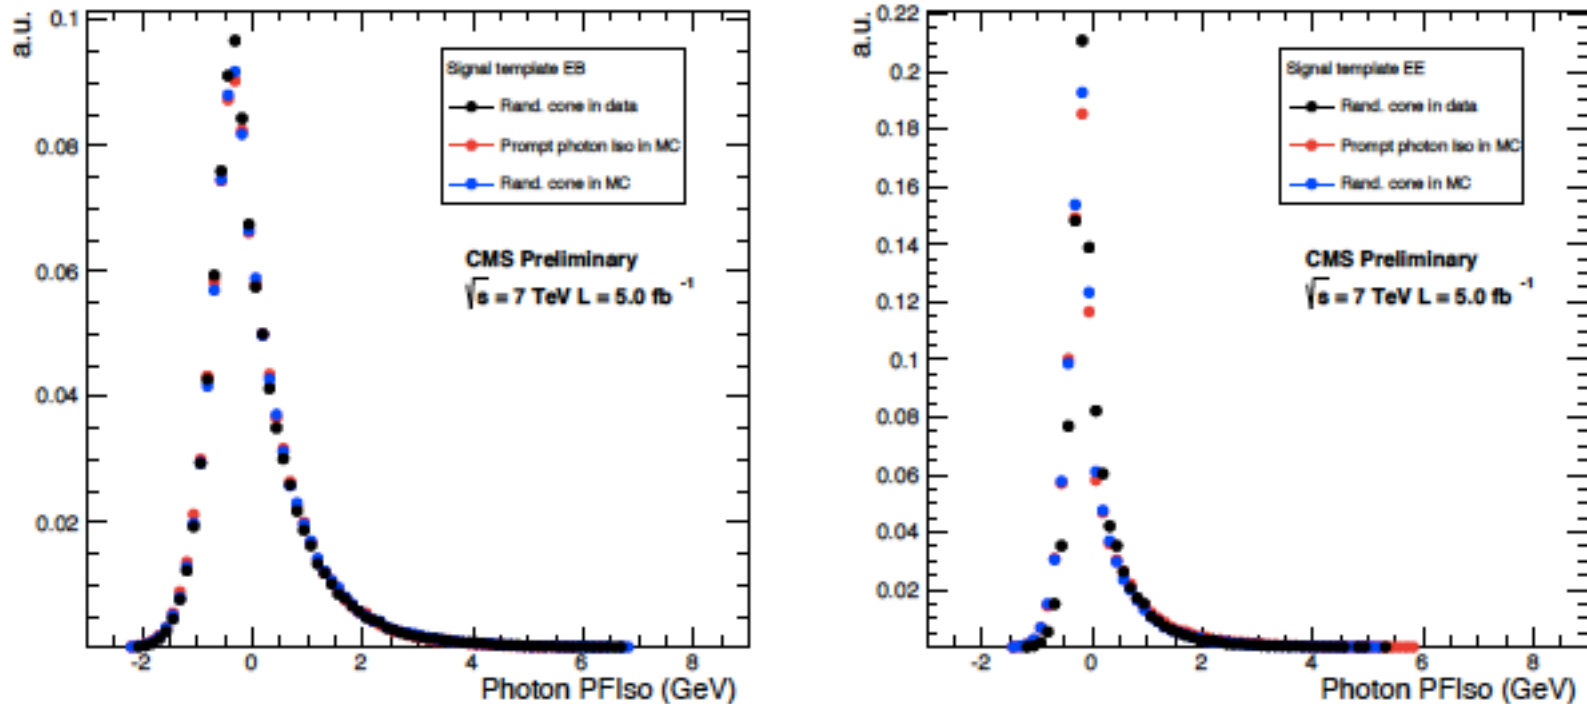 a.u.
0.1
0.08
0.06
0.04
0.02
Signal template EB
Rand. cone in data
Prompt photon Iso in MC
Rand. cone in MC
CMS Preliminary
√s = 7 TeV L = 5.0 fb -1
-2 0 2 4 6 8
Photon PFIso (GeV)
a.u.
0.22
0.2
0.18
0.16
0.14
0.12
0.1
0.08
0.06
0.04
0.02
Signal template EE
Rand. cone in data
Prompt photon Iso in MC
Rand. cone in MC
CMS Preliminary
√s = 7 TeV L = 5.0 fb -1
-2 0 2 4 6 8
Photon PFIso (GeV)